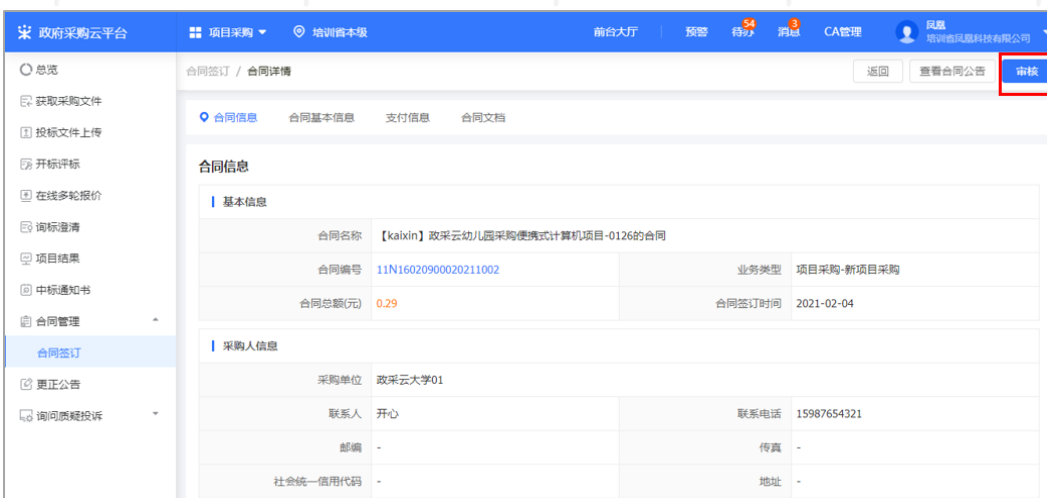 政府采购云平台 项目采购 培训省本级 前台大厅 预警 待办 54 消息 3 CA管理 凤凰
培训省凤凰科技有限公司
总览
获取采购文件
投标文件上传
开标评标
在线多轮报价
询标澄清
项目结果
中标通知书
合同管理
合同签订
更正公告
询问质疑投诉
合同签订 / 合同详情 返回 查看合同公告 审核
合同信息 合同基本信息 支付信息 合同文档
合同信息
基本信息
合同名称 【kaixin】政采云幼儿园采购便携式计算机项目-0126的合同
合同编号 11N16020900020211002 业务类型 项目采购-新项目采购
合同总额(元) 0.29 合同签订时间 2021-02-04
采购人信息
采购单位 政采云大学01
联系人 开心 联系电话 15987654321
邮编 - 传真 -
社会统一信用代码 - 地址 -